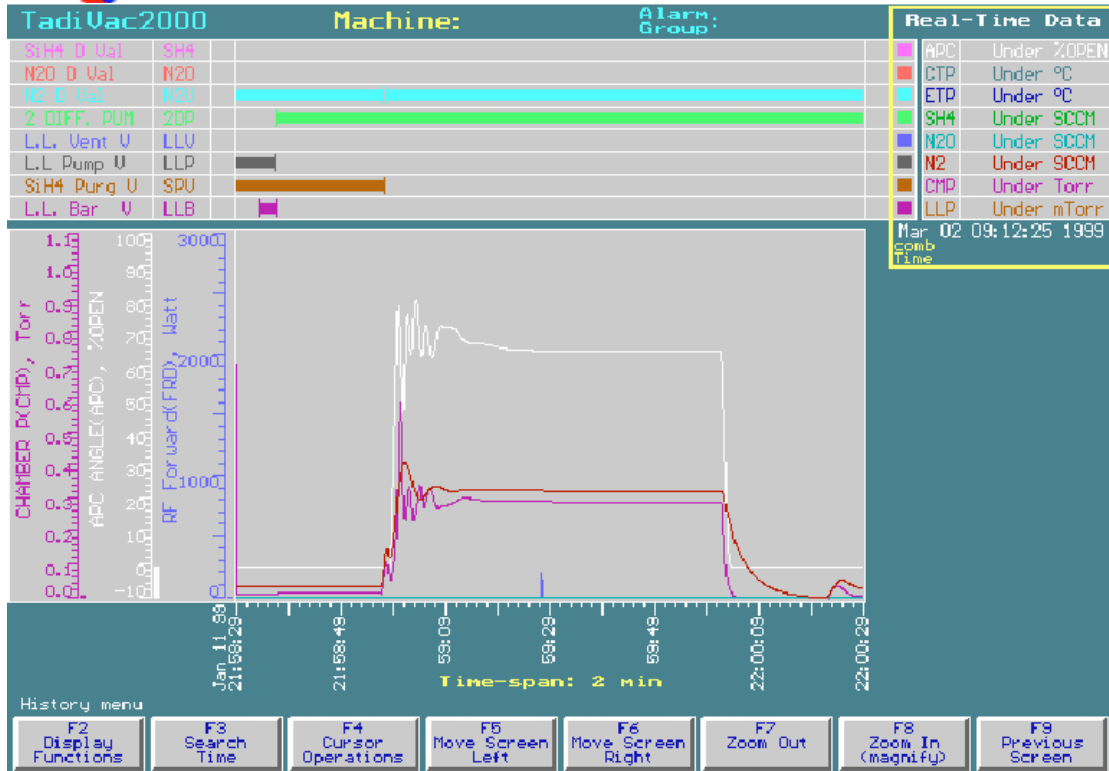 TadiVac2000 Machine: Alarm Group: Real-Time Data
SiH4 D Val SH4 APC Under %OPEN
N2O D Val N2O CTP Under ºC
N2 D Val N2V ETP Under ºC
2 DIFF. PUM 2DP SH4 Under SCCM
L.L. Vent V LLV N2O Under SCCM
L.L Pump V LLP N2 Under SCCM
SiH4 Purg V SPV CMP Under Torr
L.L. Bar V LLB LLP Under mTorr
Mar 02 09:12:25 1999
comb
Time
CHAMBER P(CMP), Torr
1.1
1.0
0.9
0.8
0.7
0.6
0.5
0.4
0.3
0.2
0.1
0.0
APC ANGLE(APC), %OPEN
100
90
80
70
60
50
40
30
20
10
0
-10
RF Forward(FRD), Watt
3000
2000
1000
0
Jan 11 99
21:58:29
21:58:49
59:09
59:29
59:49
22:00:09
22:00:29
Time-span: 2 min
History menu
F2 Display Functions
F3 Search Time
F4 Cursor Operations
F5 Move Screen Left
F6 Move Screen Right
F7 Zoom Out
F8 Zoom In (magnify)
F9 Previous Screen